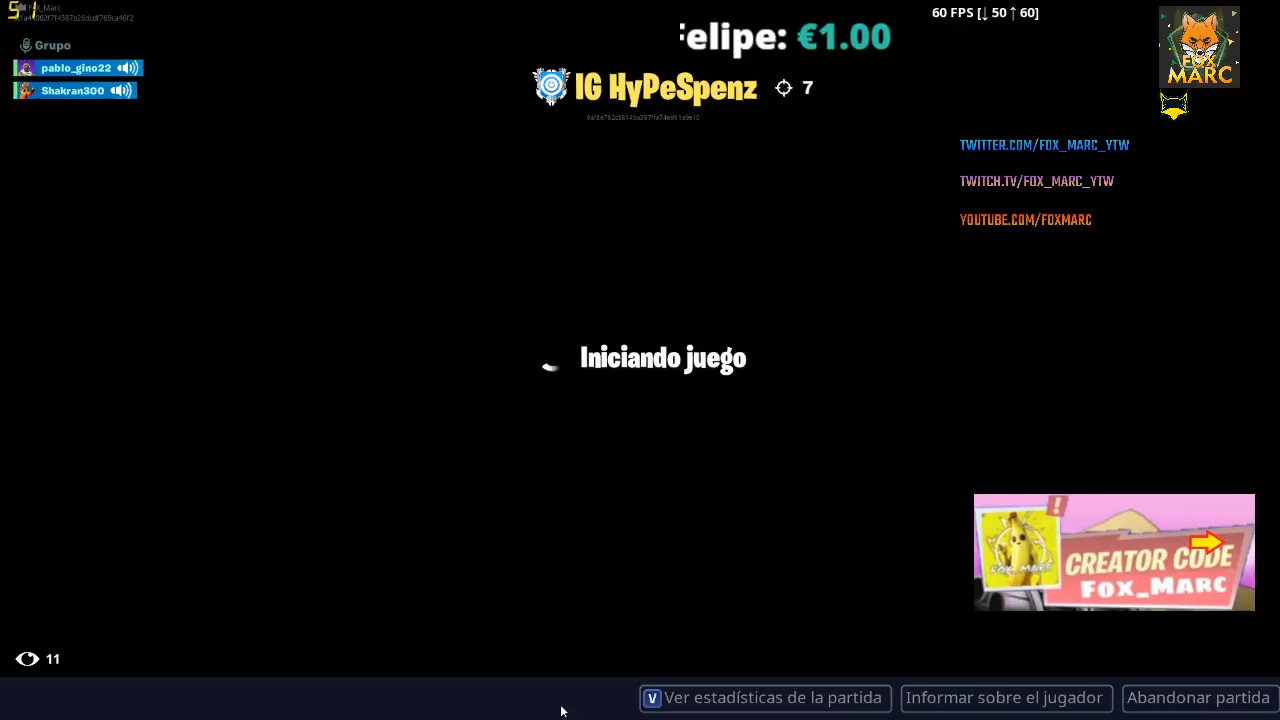 Fox_Marc
Grupo
pablo_gino22
Shakran300
60 FPS [↓ 50 ↑ 60]
elipe: €1.00
IG HyPeSpenz 7
FOX
MARC
TWITTER.COM/FOX_MARC_YTW
TWITCH.TV/FOX_MARC_YTW
YOUTUBE.COM/FOXMARC
Iniciando juego
FOX_MARC
CREATOR CODE
FOX_MARC
11
V Ver estadísticas de la partida
Informar sobre el jugador
Abandonar partida